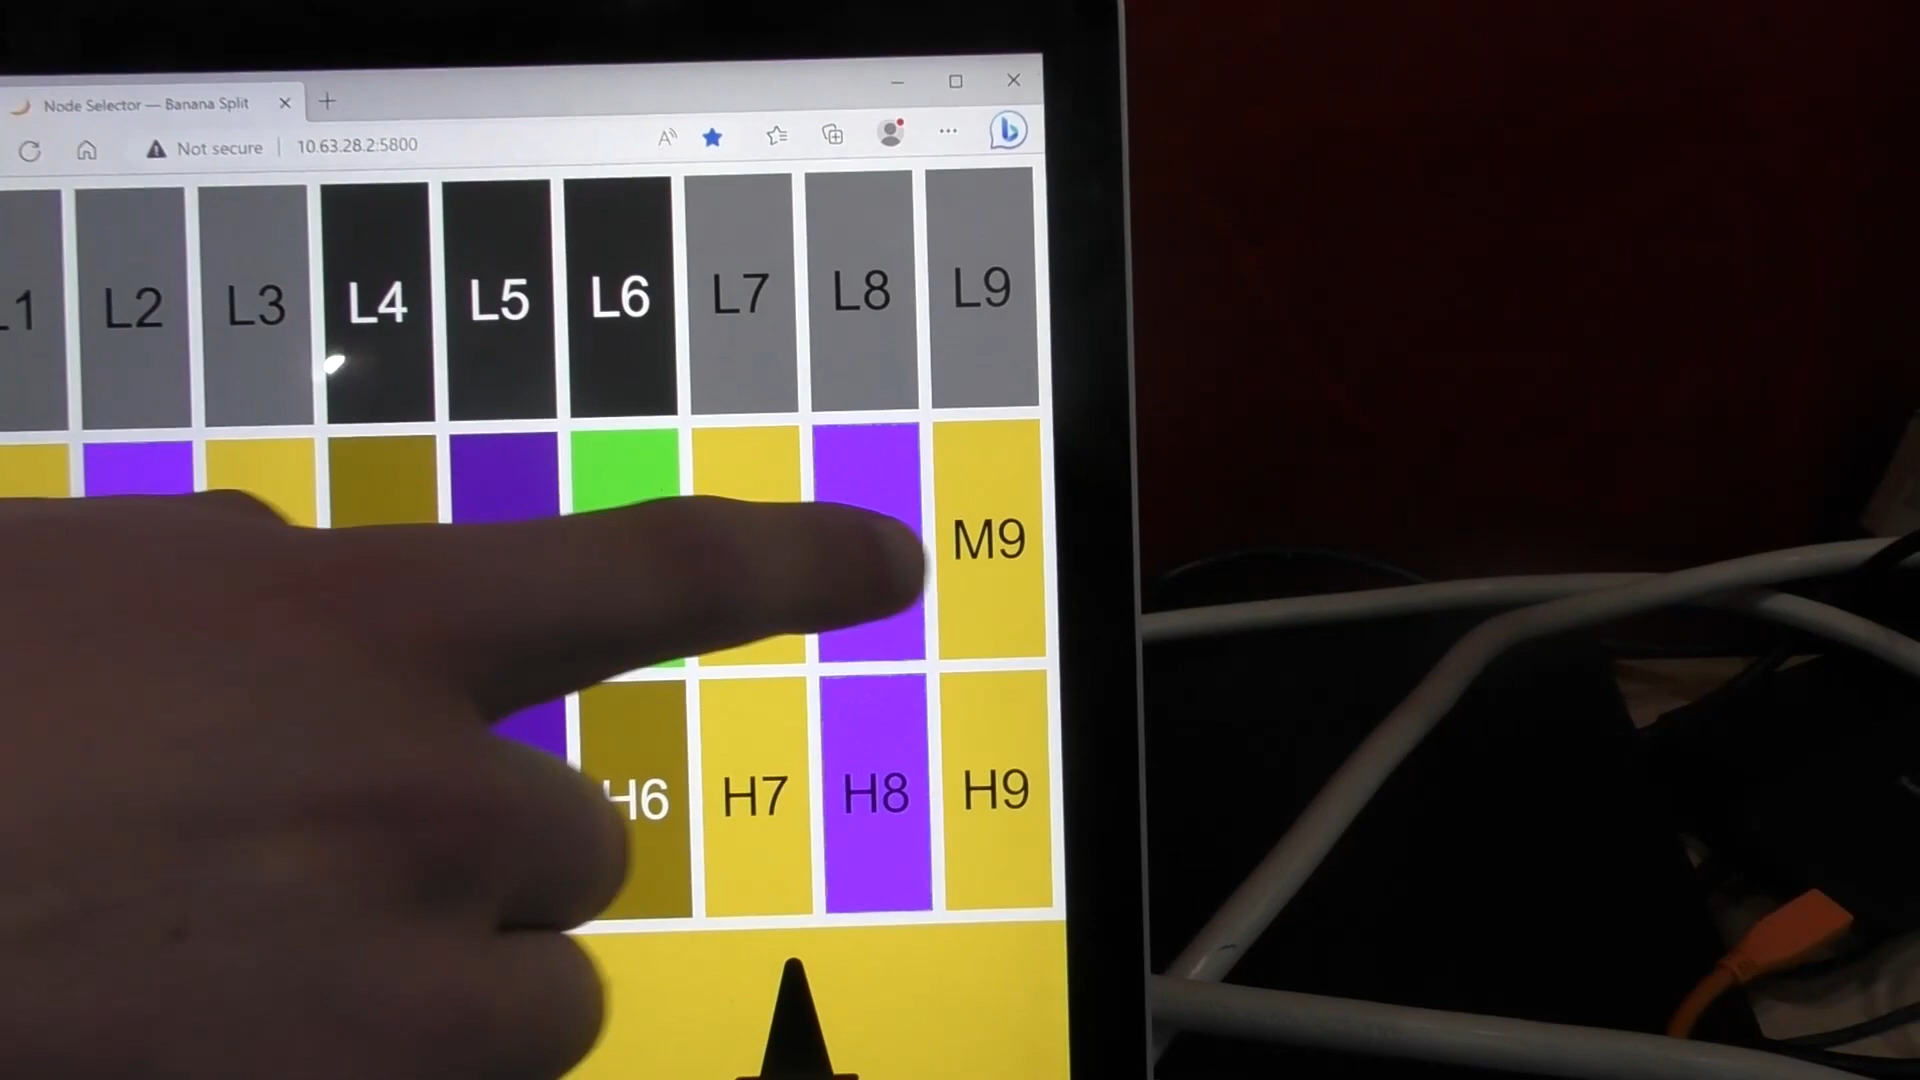 Node Selector — Banana Split
Not secure
10.63.28.2:5800
L1 L2 L3 L4 L5 L6 L7 L8 L9
M9
H6 H7 H8 H9